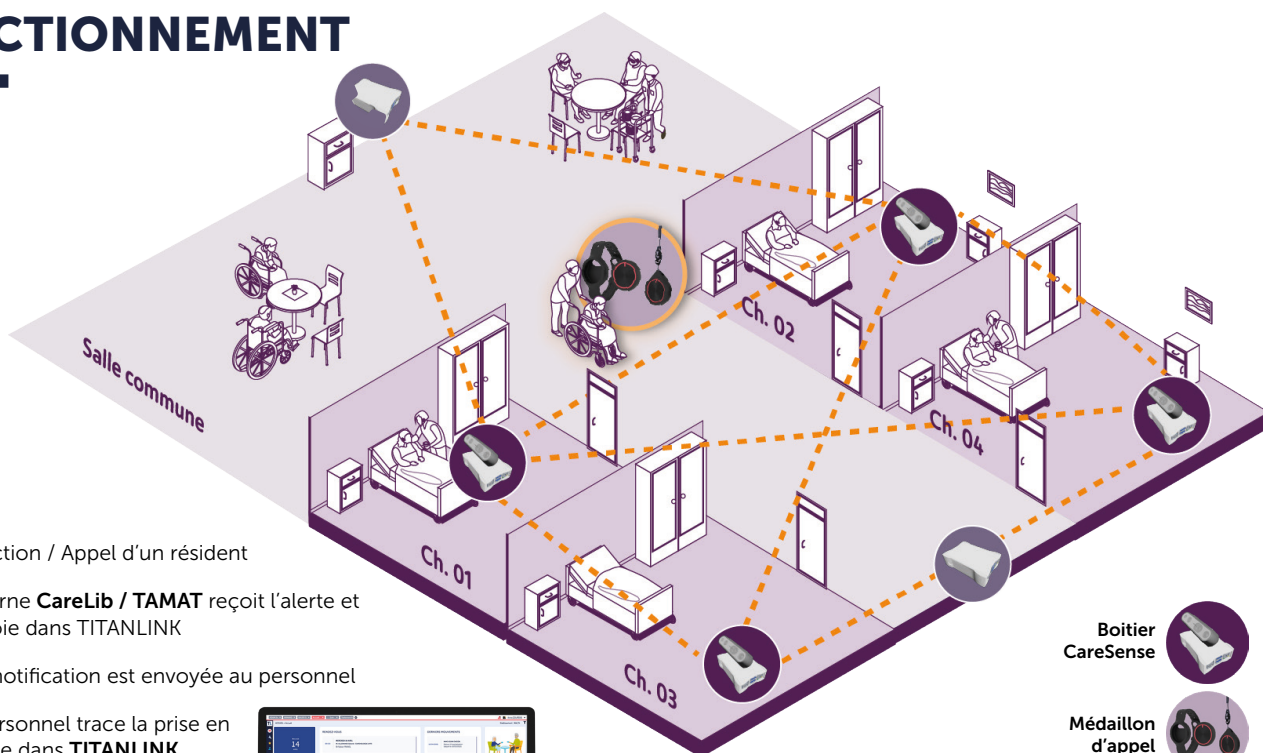 CTIONNEMENT
Salle commune
Ch. 02
Ch. 04
Ch. 01
Ch. 03
ction / Appel d'un résident
rne CareLib / TAMAT reçoit l'alerte et
oie dans TITANLINK
notification est envoyée au personnel
ersonnel trace la prise en
e dans TITANLINK
Boitier
CareSense
Médaillon
d'appel